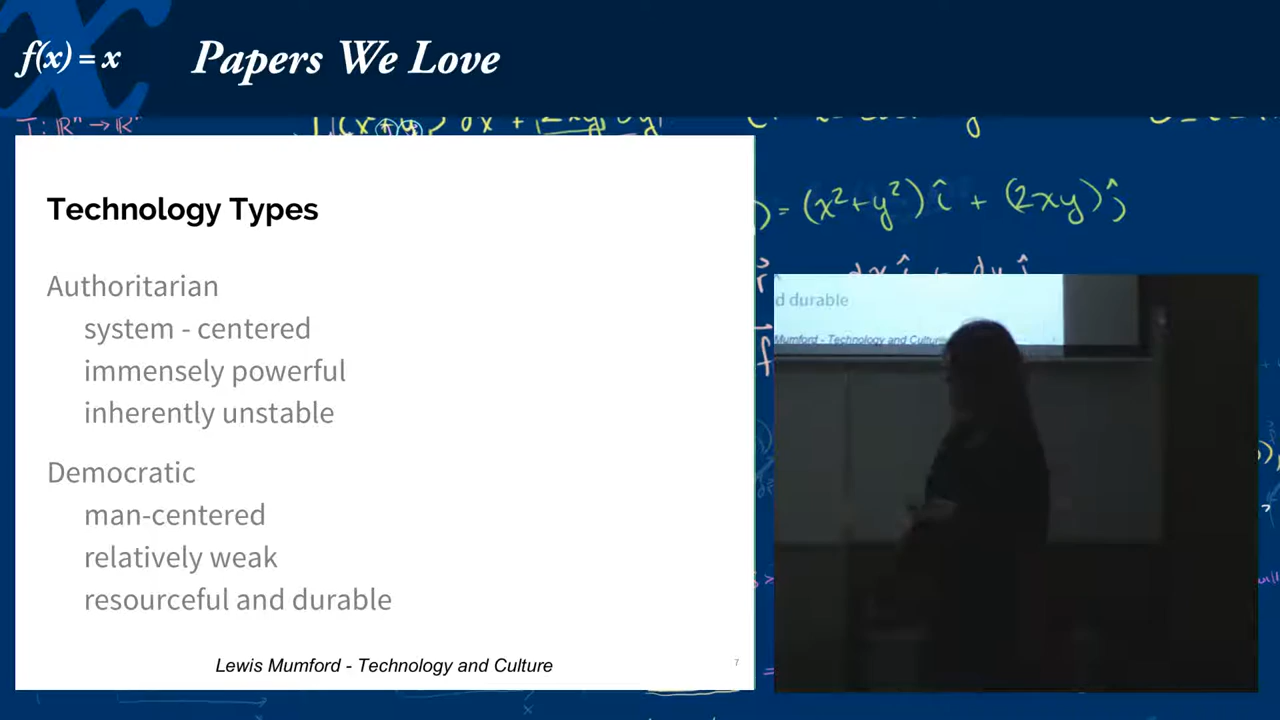 f(x) = x
Papers We Love
Technology Types
Authoritarian
system - centered
immensely powerful
inherently unstable
Democratic
man-centered
relatively weak
resourceful and durable
Lewis Mumford - Technology and Culture
7
= (x²+y²) î + (2xy) ĵ
d durable
Mumford - Technology and Culture